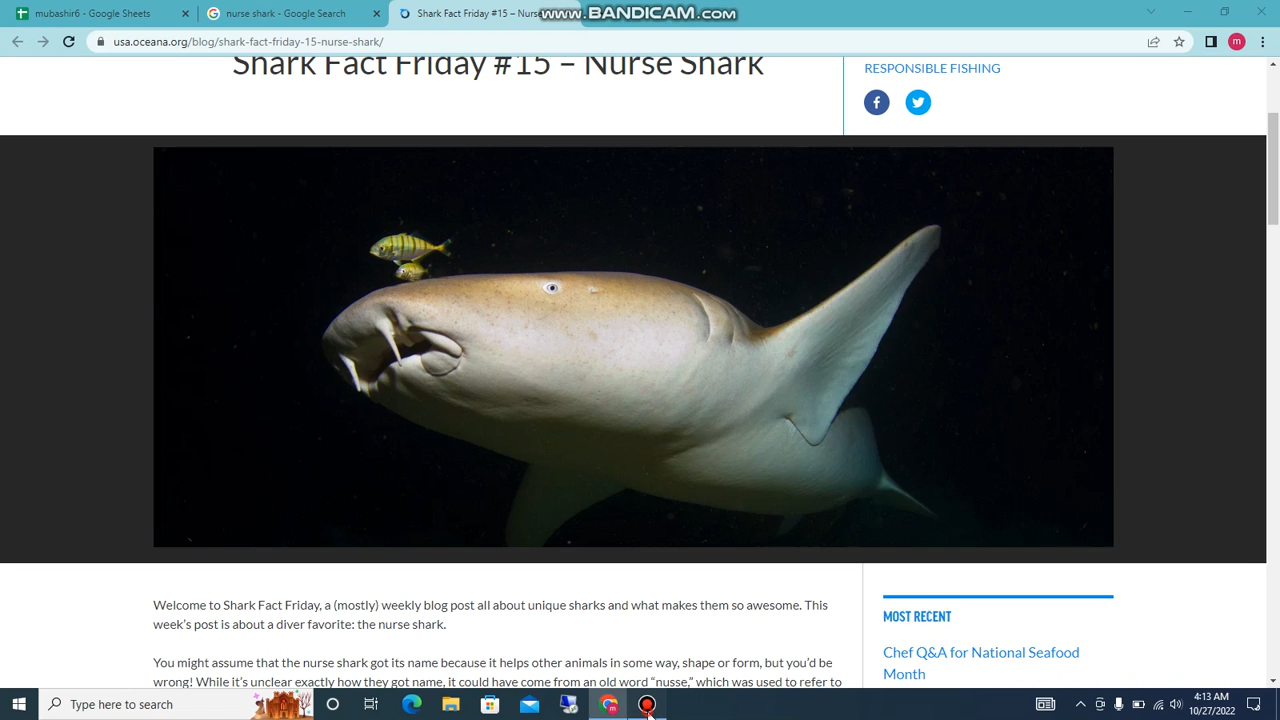 mubashir6 - Google Sheets
nurse shark - Google Search
Shark Fact Friday #15 – Nurse
www.BANDICAM.com
usa.oceana.org/blog/shark-fact-friday-15-nurse-shark/
m
Shark Fact Friday #15 – Nurse Shark
RESPONSIBLE FISHING
Welcome to Shark Fact Friday, a (mostly) weekly blog post all about unique sharks and what makes them so awesome. This
week's post is about a diver favorite: the nurse shark.
You might assume that the nurse shark got its name because it helps other animals in some way, shape or form, but you'd be
wrong! While it's unclear exactly how they got name, it could have come from an old word "nusse," which was used to refer to
MOST RECENT
Chef Q&A for National Seafood
Month
Type here to search
4:13 AM
10/27/2022